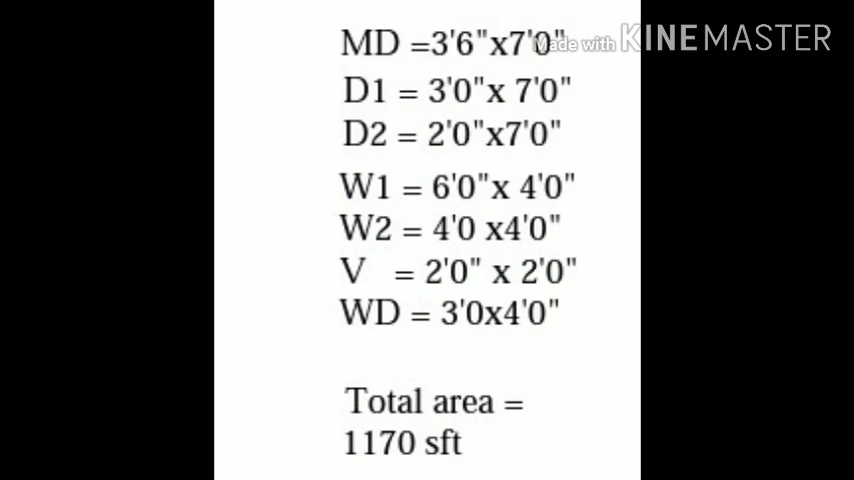 MD =3'6"x7'0"
Made with KINEMASTER
D1 = 3'0"x 7'0"
D2 = 2'0"x7'0"
W1 = 6'0"x 4'0"
W2 = 4'0 x4'0"
V = 2'0" x 2'0"
WD = 3'0x4'0"
Total area =
1170 sft